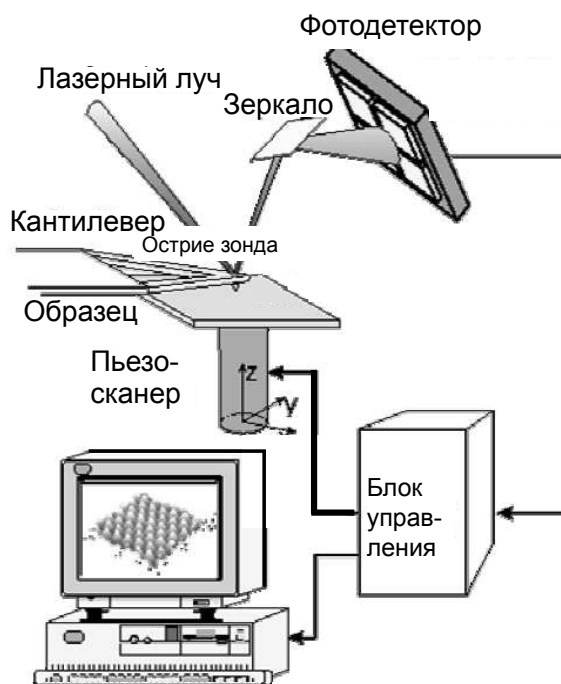 Фотодетектор
Лазерный луч
Зеркало
Кантилевер
Острие зонда
Образец
Пьезо-
сканер
z
y
Блок
управ-
ления